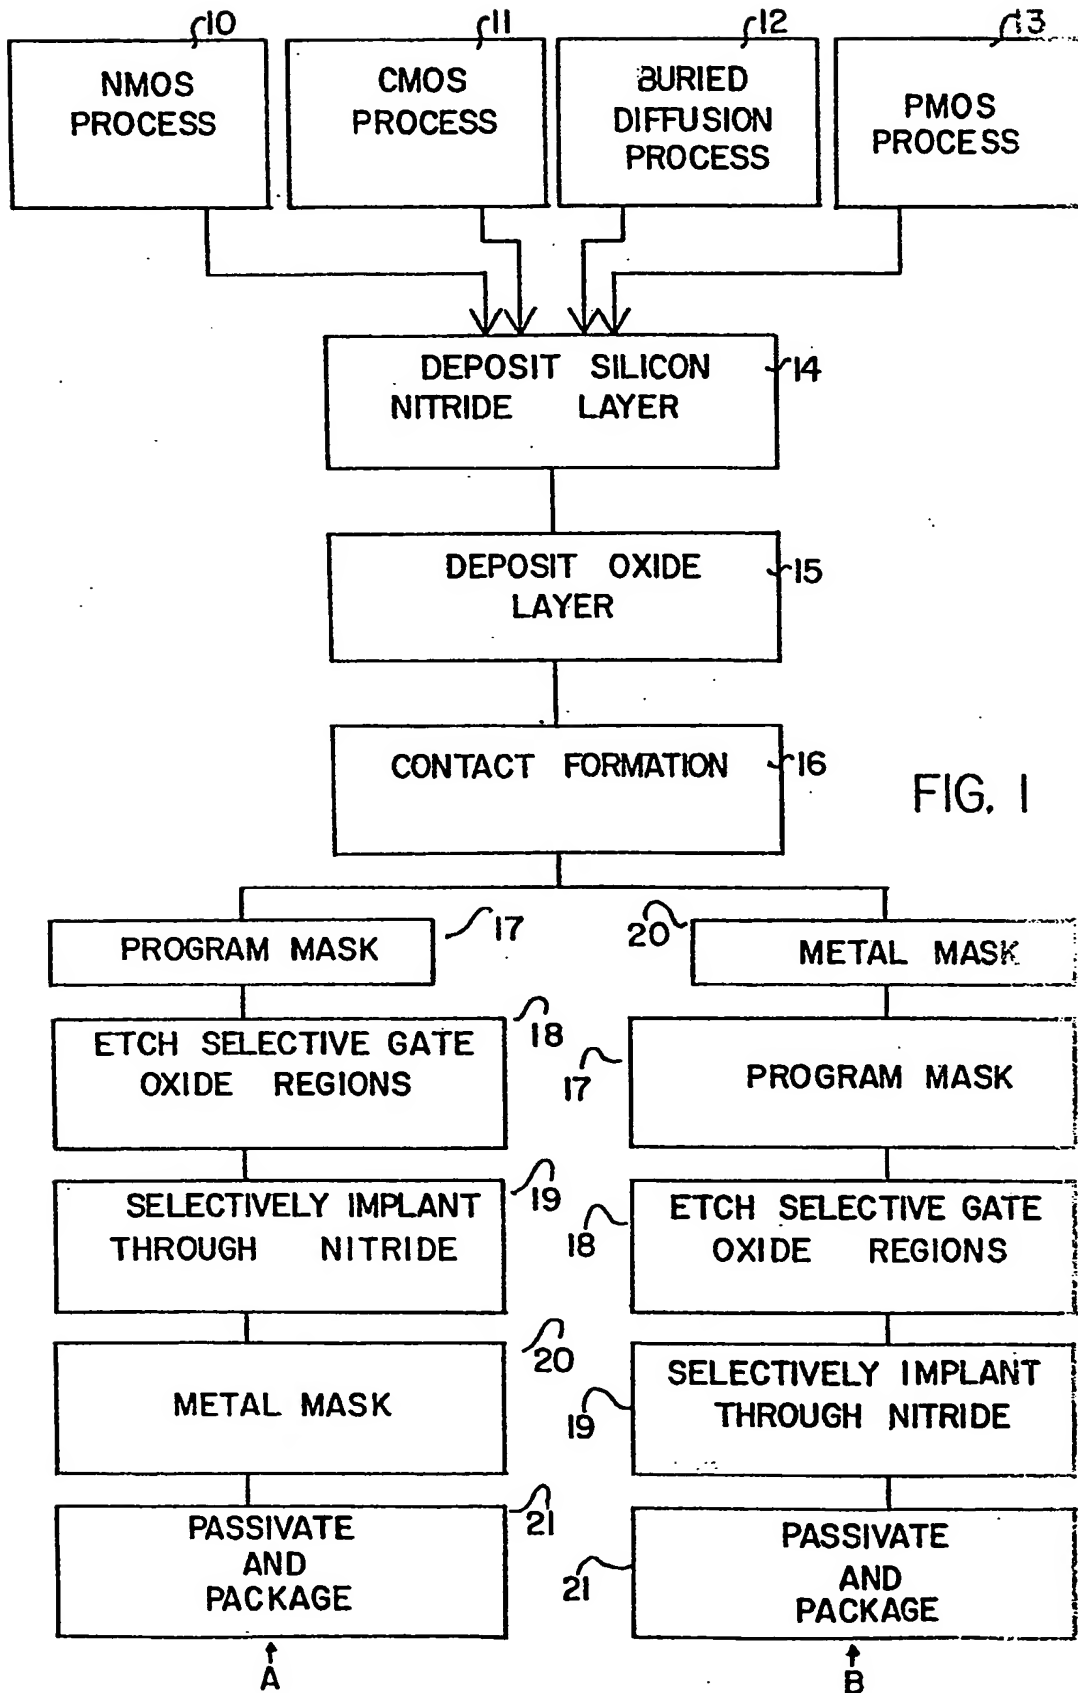 10
11
12
13
NMOS
PROCESS
CMOS
PROCESS
BURIED
DIFFUSION
PROCESS
PMOS
PROCESS
DEPOSIT SILICON
NITRIDE LAYER
14
DEPOSIT OXIDE
LAYER
15
CONTACT FORMATION
16
FIG. 1
PROGRAM MASK
17
ETCH SELECTIVE GATE
OXIDE REGIONS
18
SELECTIVELY IMPLANT
THROUGH NITRIDE
19
METAL MASK
20
PASSIVATE
AND
PACKAGE
21
A
20
METAL MASK
17
PROGRAM MASK
18
ETCH SELECTIVE GATE
OXIDE REGIONS
19
SELECTIVELY IMPLANT
THROUGH NITRIDE
21
PASSIVATE
AND
PACKAGE
B